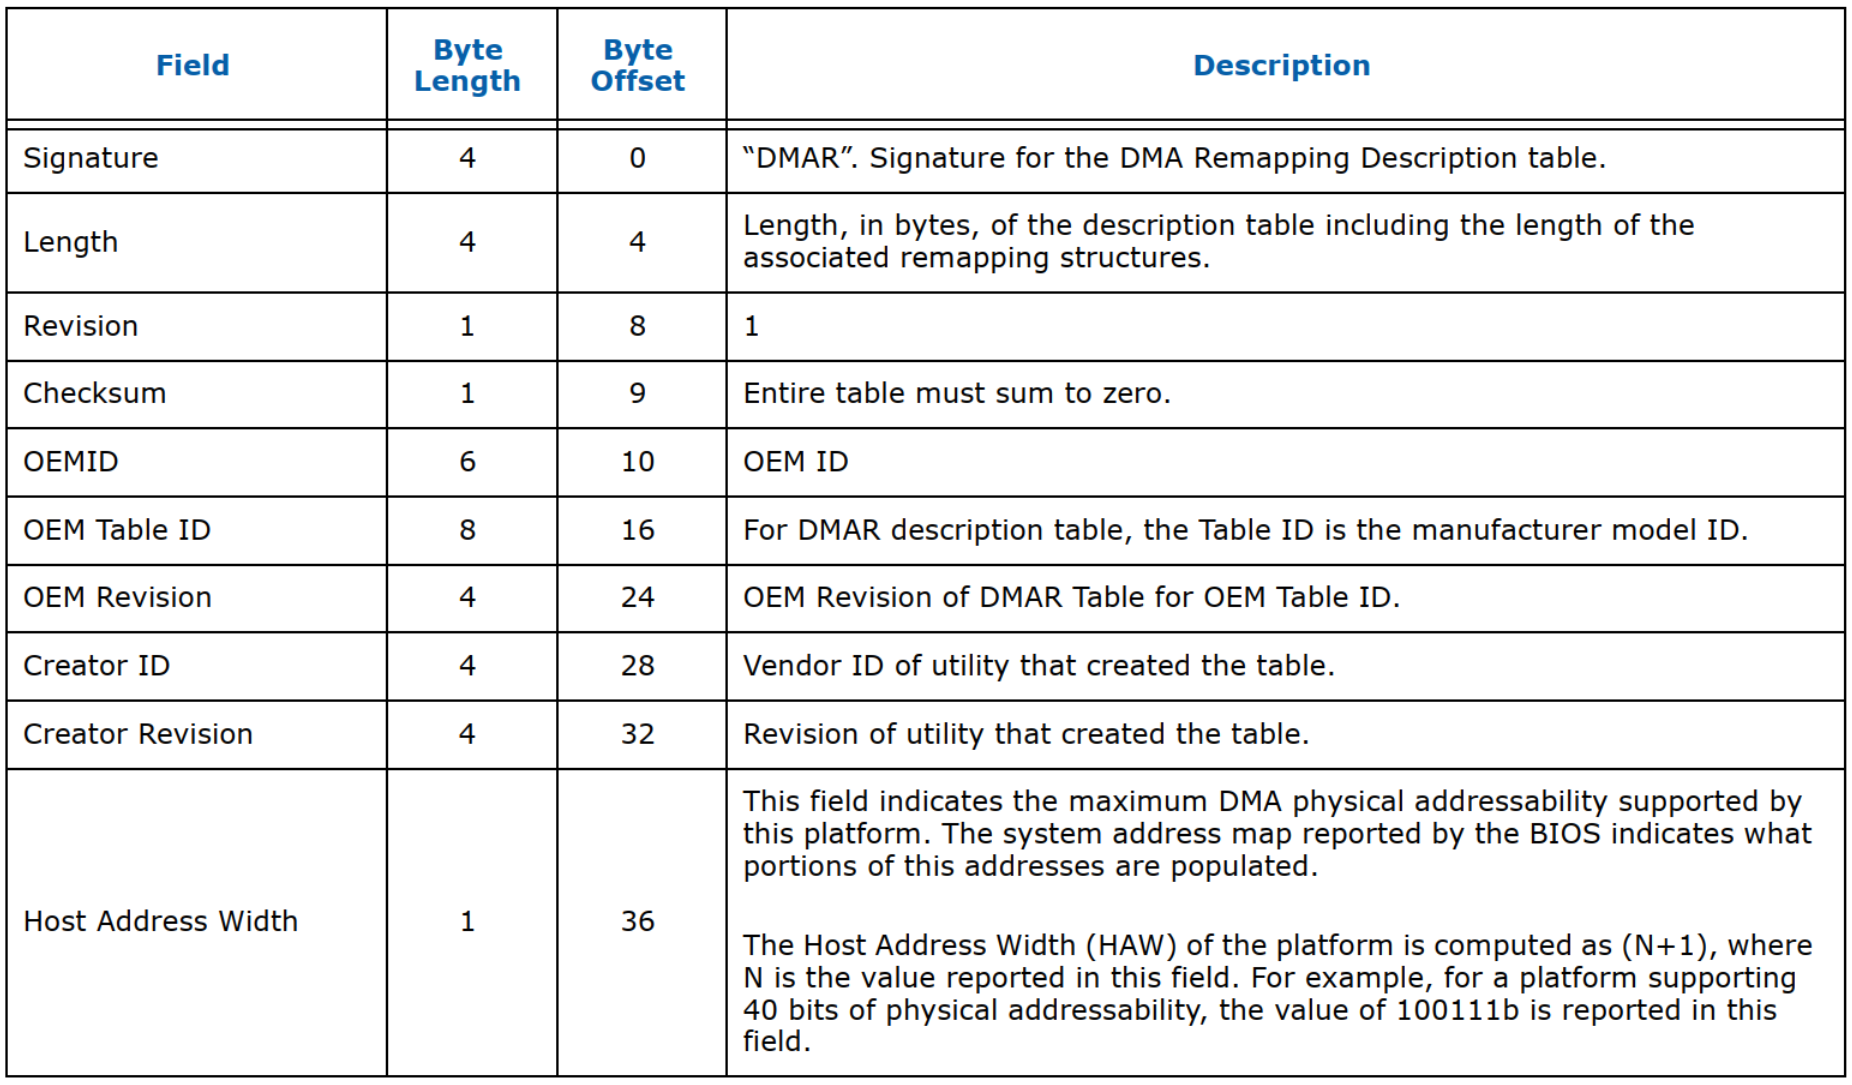 Field
Byte
Length
Byte
Offset
Description
Signature
4
0
“DMAR”. Signature for the DMA Remapping Description table.
Length
4
4
Length, in bytes, of the description table including the length of the
associated remapping structures.
Revision
1
8
1
Checksum
1
9
Entire table must sum to zero.
OEMID
6
10
OEM ID
OEM Table ID
8
16
For DMAR description table, the Table ID is the manufacturer model ID.
OEM Revision
4
24
OEM Revision of DMAR Table for OEM Table ID.
Creator ID
4
28
Vendor ID of utility that created the table.
Creator Revision
4
32
Revision of utility that created the table.
Host Address Width
1
36
This field indicates the maximum DMA physical addressability supported by
this platform. The system address map reported by the BIOS indicates what
portions of this addresses are populated.
The Host Address Width (HAW) of the platform is computed as (N+1), where
N is the value reported in this field. For example, for a platform supporting
40 bits of physical addressability, the value of 100111b is reported in this
field.